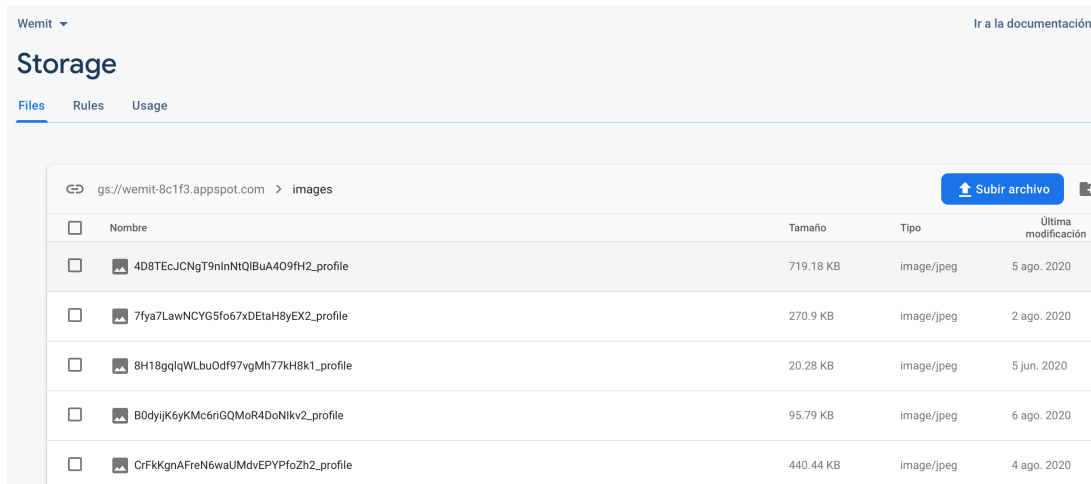 Wemit
Ir a la documentación
Storage
Files Rules Usage
gs://wemit-8c1f3.appspot.com > images
Subir archivo
Nombre Tamaño Tipo Última modificación
4D8TEcJCNgT9nInNtQlBuA4O9fH2_profile 719.18 KB image/jpeg 5 ago. 2020
7fya7LawNCYG5fo67xDEtaH8yEX2_profile 270.9 KB image/jpeg 2 ago. 2020
8H18gqlqWLbuOdf97vgMh77kH8k1_profile 20.28 KB image/jpeg 5 jun. 2020
B0dyijK6yKMc6riGQMoR4DoNIkv2_profile 95.79 KB image/jpeg 6 ago. 2020
CrFkKgnAFreN6waUMdvEPYPfoZh2_profile 440.44 KB image/jpeg 4 ago. 2020